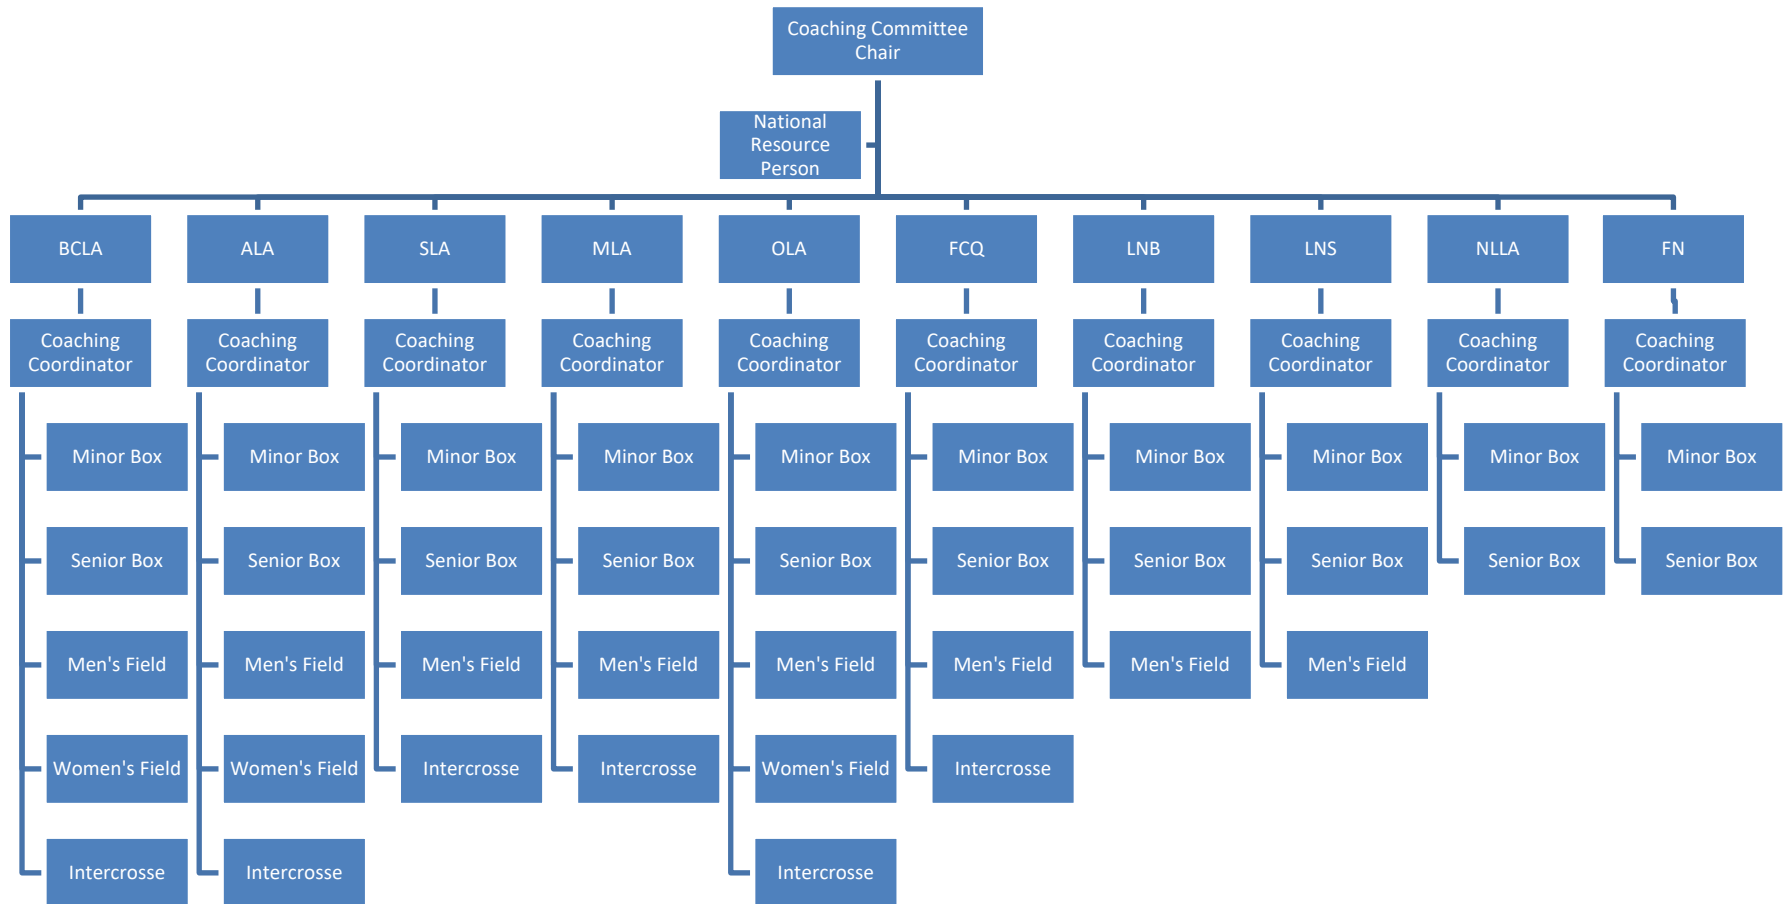 Coaching Committee
Chair
National
Resource
Person
BCLA
ALA
SLA
MLA
OLA
FCQ
LNB
LNS
NLLA
FN
Coaching
Coordinator
Coaching
Coordinator
Coaching
Coordinator
Coaching
Coordinator
Coaching
Coordinator
Coaching
Coordinator
Coaching
Coordinator
Coaching
Coordinator
Coaching
Coordinator
Coaching
Coordinator
Minor Box
Minor Box
Minor Box
Minor Box
Minor Box
Minor Box
Minor Box
Minor Box
Minor Box
Minor Box
Senior Box
Senior Box
Senior Box
Senior Box
Senior Box
Senior Box
Senior Box
Senior Box
Senior Box
Senior Box
Men's Field
Men's Field
Men's Field
Men's Field
Men's Field
Men's Field
Men's Field
Men's Field
Women's Field
Women's Field
Intercrosse
Intercrosse
Women's Field
Intercrosse
Intercrosse
Intercrosse
Intercrosse